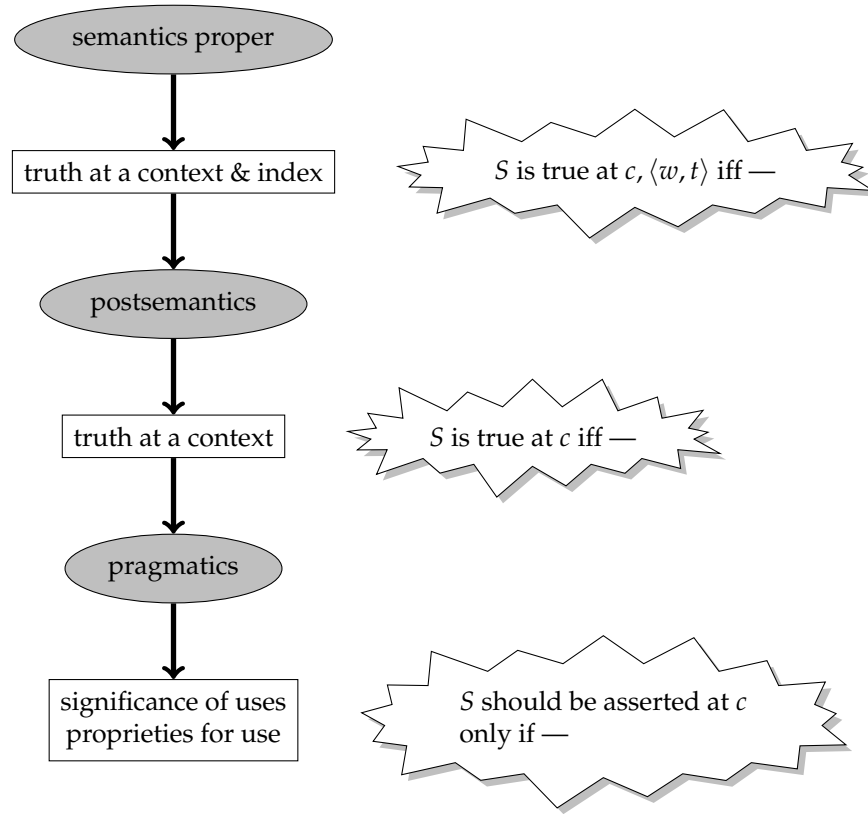 semantics proper
truth at a context & index
S is true at c, ⟨w, t⟩ iff —
postsemantics
truth at a context
S is true at c iff —
pragmatics
significance of uses
proprieties for use
S should be asserted at c
only if —